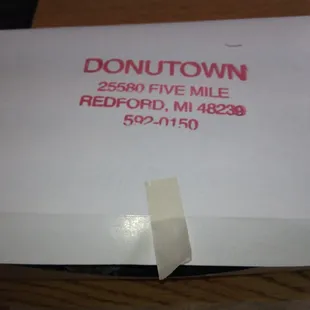 DONUTOWN
25580 FIVE MILE
REDFORD, MI 48239
592-0150